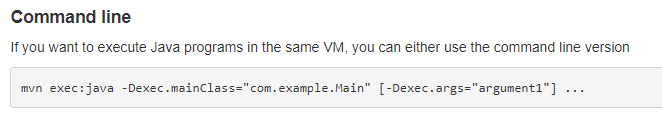 Command line
If you want to execute Java programs in the same VM, you can either use the command line version
mvn exec:java -Dexec.mainClass="com.example.Main" [-Dexec.args="argument1"] ...